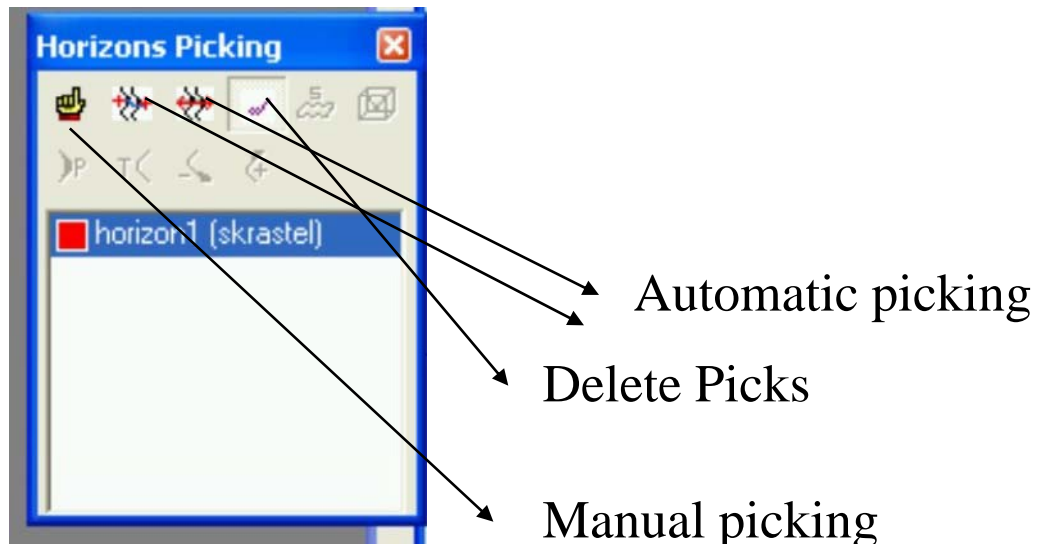 Horizons Picking
S
P T
horizon1 (skrastel)
Automatic picking
Delete Picks
Manual picking